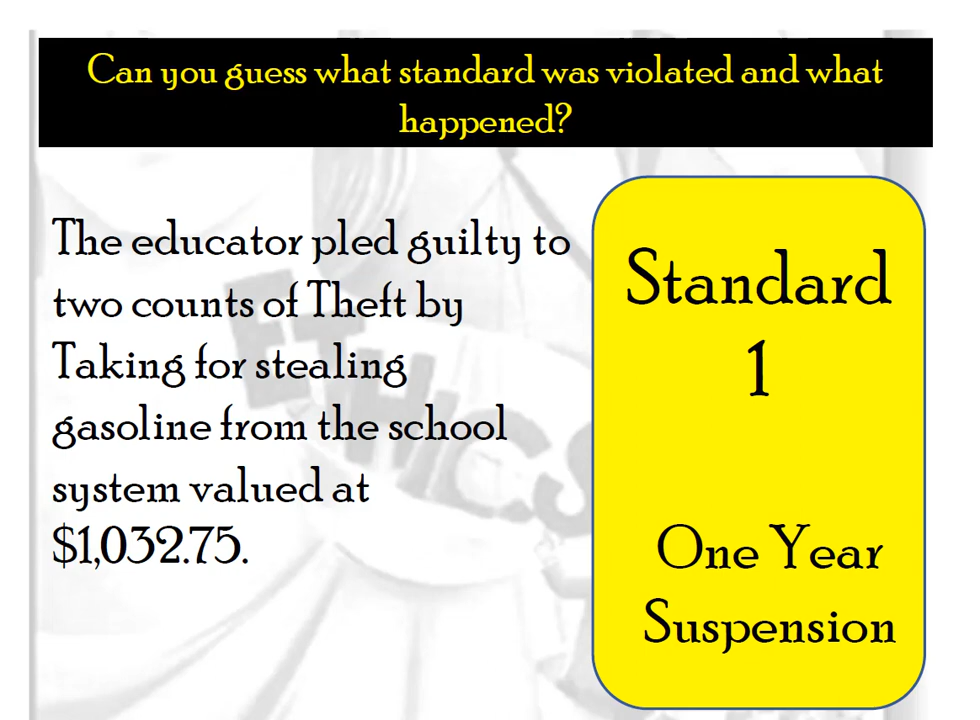 Can you guess what standard was violated and what
happened?
The educator pled guilty to
two counts of Theft by
Taking for stealing
gasoline from the school
system valued at
$1,032.75.
ETHICS
Standard
1
One Year
Suspension